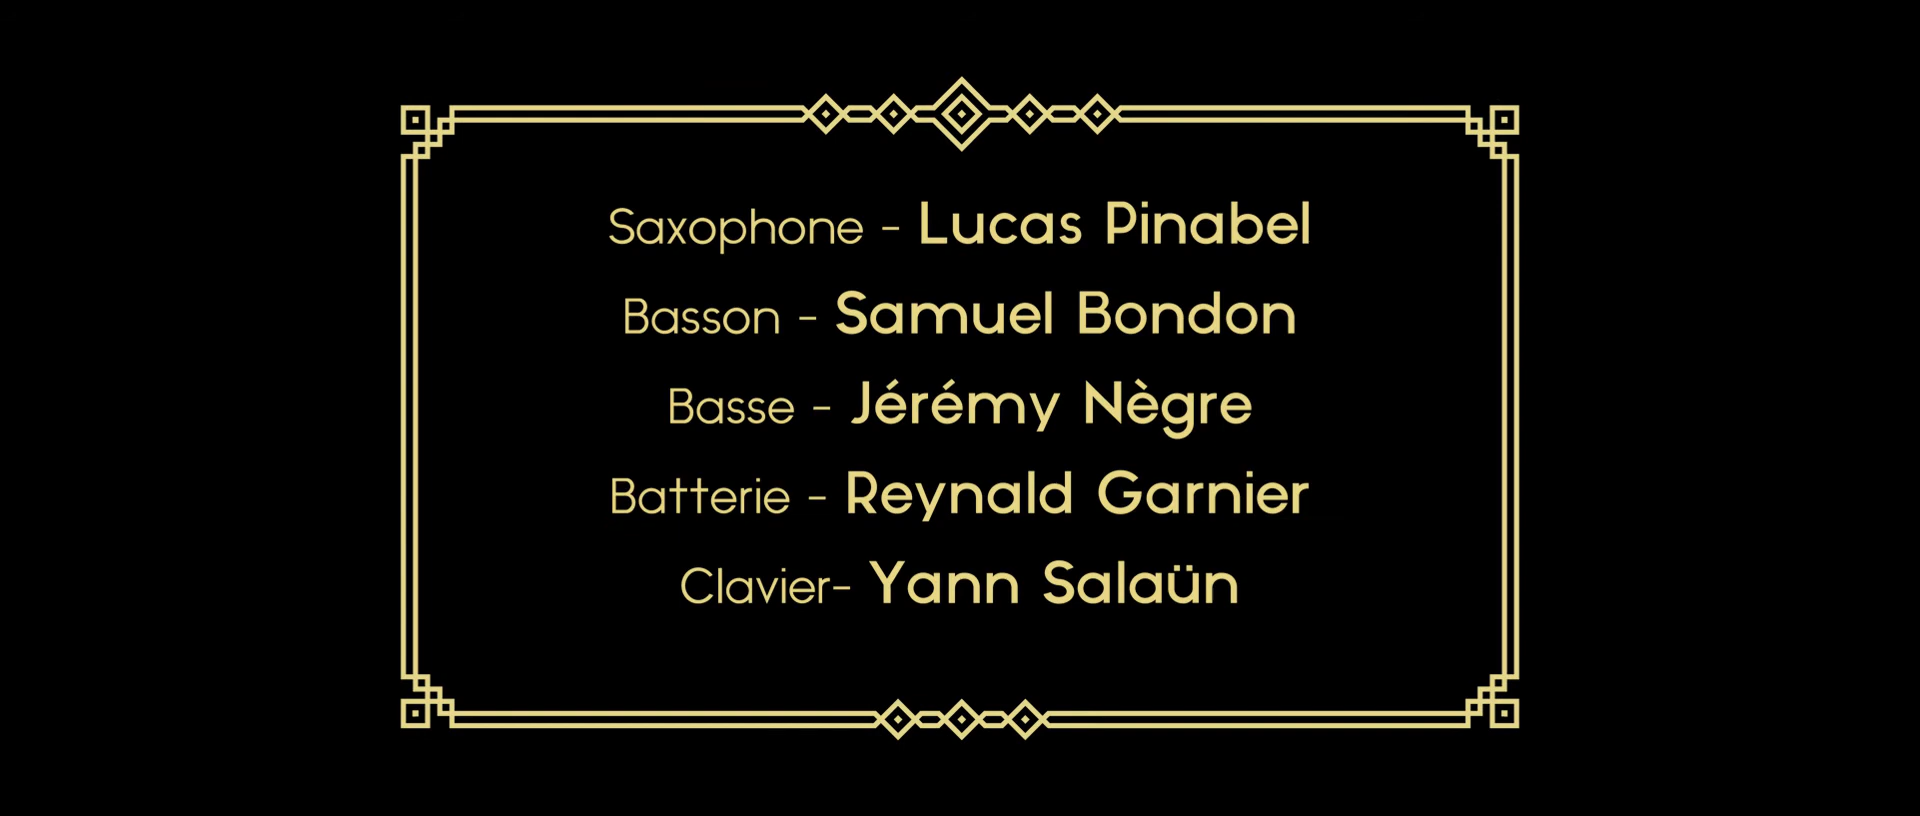 Saxophone - Lucas Pinabel
Basson - Samuel Bondon
Basse - Jérémy Nègre
Batterie - Reynald Garnier
Clavier- Yann Salaün